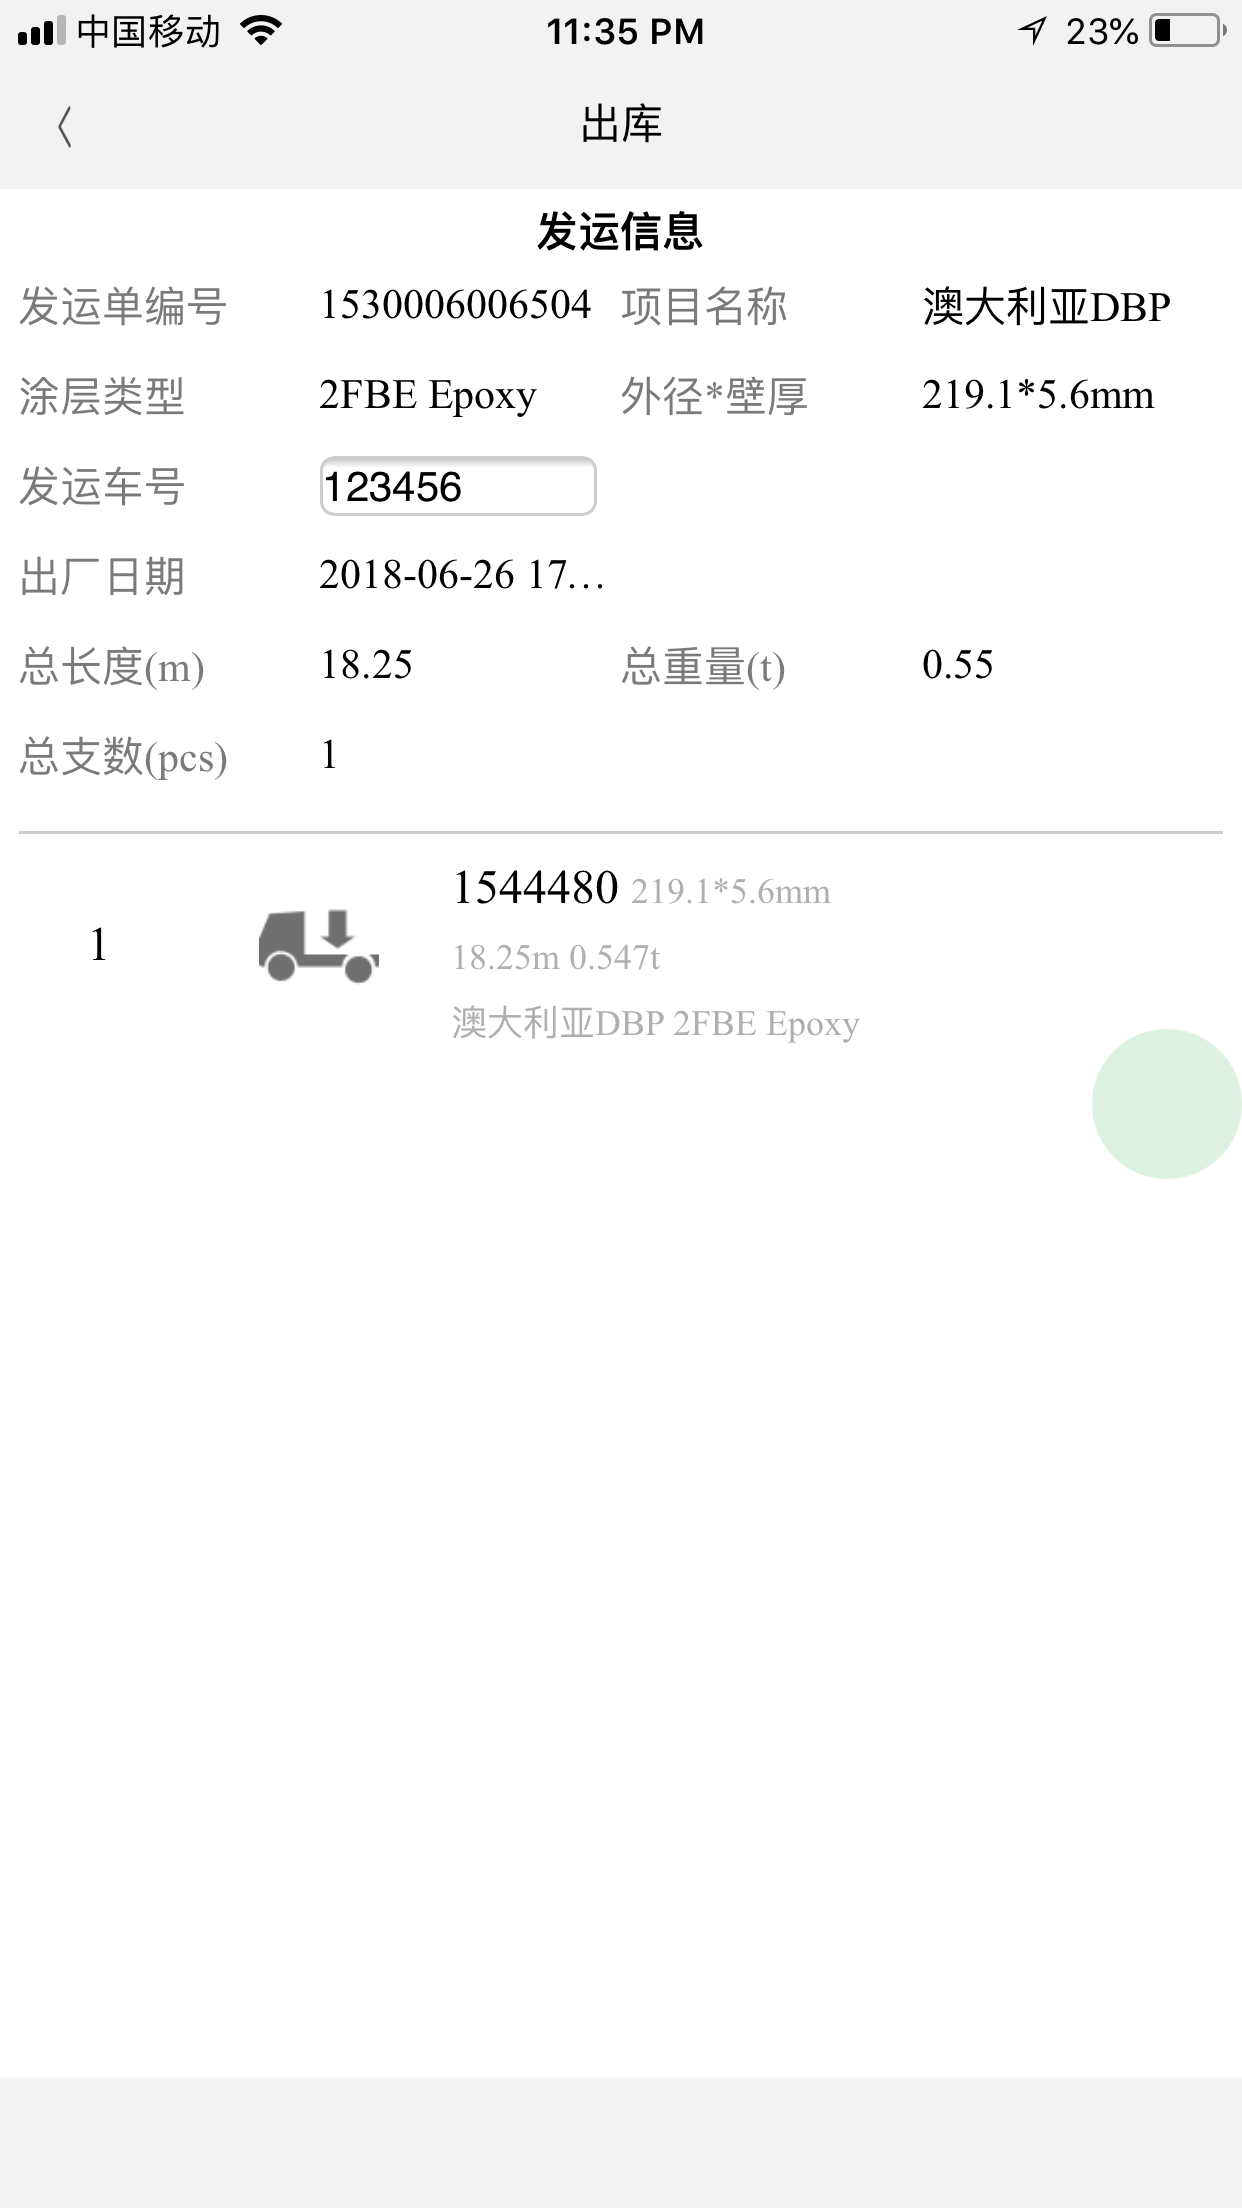 中国移动 11:35 PM 23%
出库
发运信息
发运单编号 1530006006504 项目名称 澳大利亚DBP
涂层类型 2FBE Epoxy 外径*壁厚 219.1*5.6mm
发运车号 123456
出厂日期 2018-06-26 17...
总长度(m) 18.25 总重量(t) 0.55
总支数(pcs) 1
1 1544480 219.1*5.6mm
18.25m 0.547t
澳大利亚DBP 2FBE Epoxy